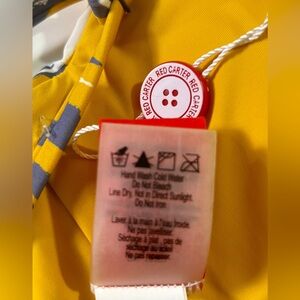 RED CARTER RED CARTER RED CARTER
Hand Wash Cold Water
Do Not Bleach
Line Dry, Not in Direct Sunlight.
Do Not Iron.
Laver à la main à l'eau froide.
Ne pas javelliser.
Séchage à plat, pas de
séchage au soleil
Ne pas repasser